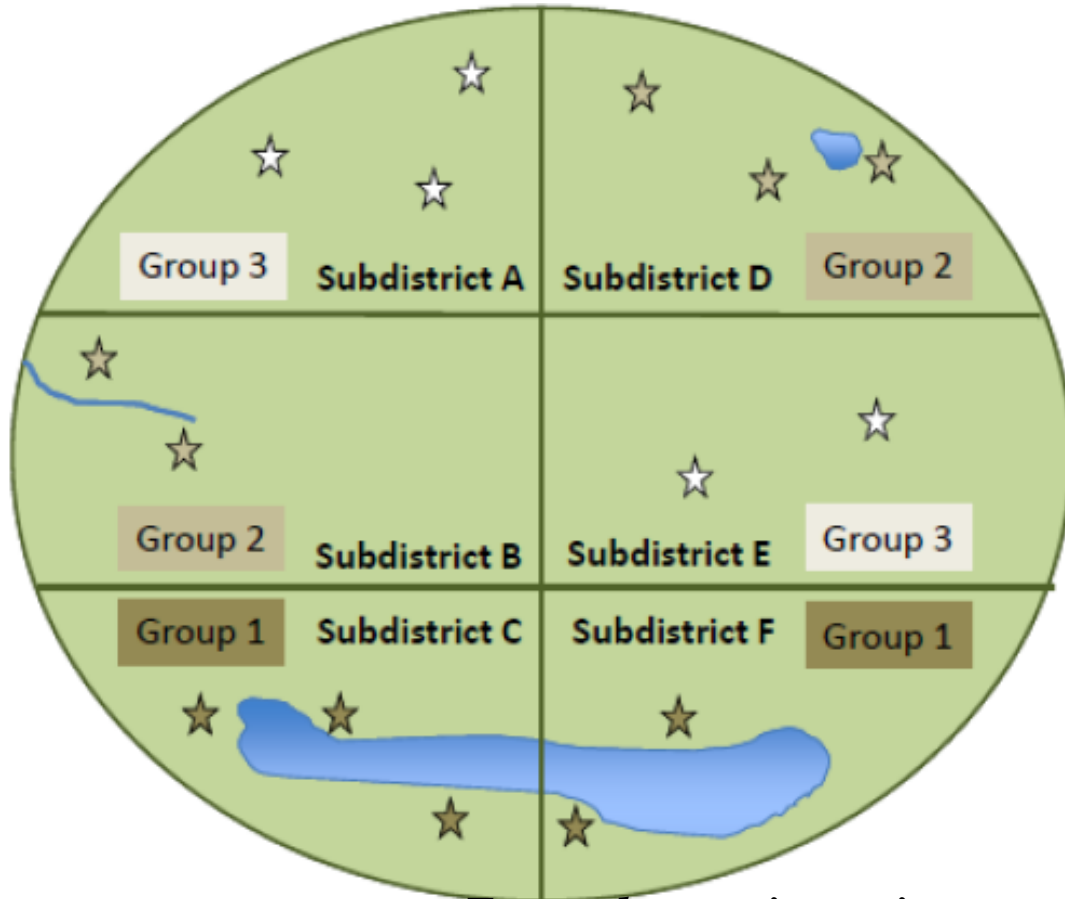 Group 3
Subdistrict A
Subdistrict D
Group 2
Group 2
Subdistrict B
Subdistrict E
Group 3
Group 1
Subdistrict C
Subdistrict F
Group 1